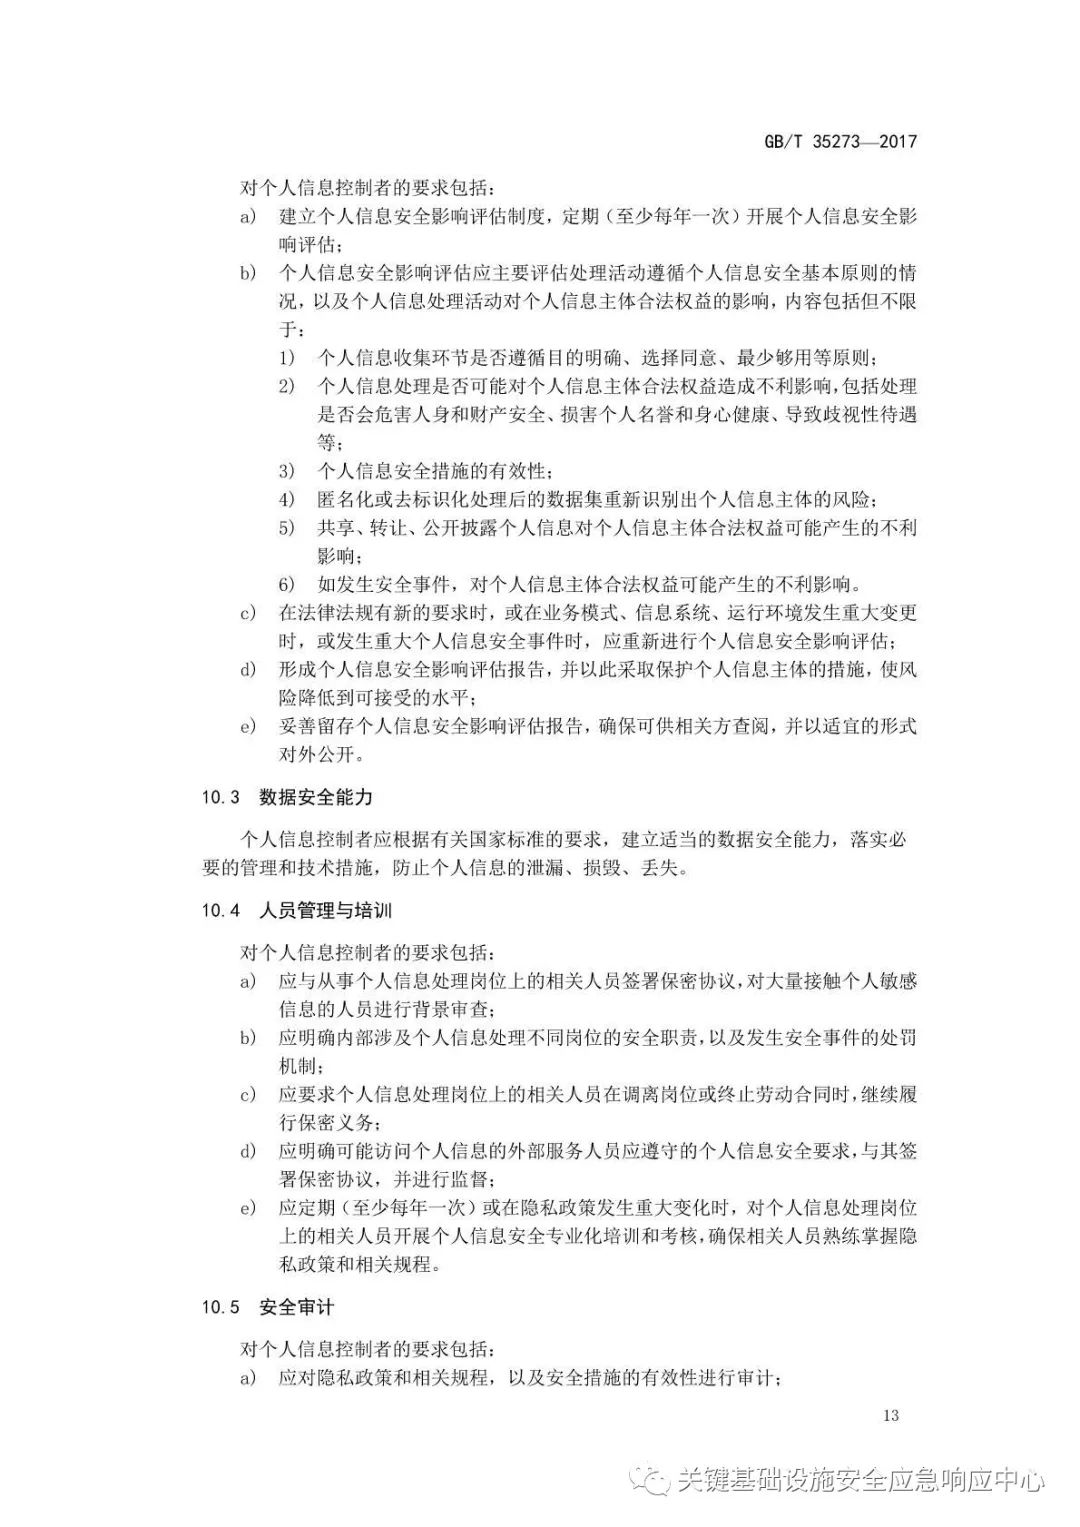 GB/T 35273—2017
对个人信息控制者的要求包括：
a) 建立个人信息安全影响评估制度，定期（至少每年一次）开展个人信息安全影
响评估；
b) 个人信息安全影响评估应主要评估处理活动遵循个人信息安全基本原则的情
况，以及个人信息处理活动对个人信息主体合法权益的影响，内容包括但不限
于：
1) 个人信息收集环节是否遵循目的明确、选择同意、最少够用等原则；
2) 个人信息处理是否可能对个人信息主体合法权益造成不利影响，包括处理
是否会危害人身和财产安全、损害个人名誉和身心健康、导致歧视性待遇
等；
3) 个人信息安全措施的有效性；
4) 匿名化或去标识化处理后的数据集重新识别出个人信息主体的风险；
5) 共享、转让、公开披露个人信息对个人信息主体合法权益可能产生的不利
影响；
6) 如发生安全事件，对个人信息主体合法权益可能产生的不利影响。
c) 在法律法规有新的要求时，或在业务模式、信息系统、运行环境发生重大变更
时，或发生重大个人信息安全事件时，应重新进行个人信息安全影响评估；
d) 形成个人信息安全影响评估报告，并以此采取保护个人信息主体的措施，使风
险降低到可接受的水平；
e) 妥善留存个人信息安全影响评估报告，确保可供相关方查阅，并以适宜的形式
对外公开。
10.3 数据安全能力
个人信息控制者应根据有关国家标准的要求，建立适当的数据安全能力，落实必
要的管理和技术措施，防止个人信息的泄漏、损毁、丢失。
10.4 人员管理与培训
对个人信息控制者的要求包括：
a) 应与从事个人信息处理岗位上的相关人员签署保密协议，对大量接触个人敏感
信息的人员进行背景审查；
b) 应明确内部涉及个人信息处理不同岗位的安全职责，以及发生安全事件的处罚
机制；
c) 应要求个人信息处理岗位上的相关人员在调离岗位或终止劳动合同时，继续履
行保密义务；
d) 应明确可能访问个人信息的外部服务人员应遵守的个人信息安全要求，与其签
署保密协议，并进行监督；
e) 应定期（至少每年一次）或在隐私政策发生重大变化时，对个人信息处理岗位
上的相关人员开展个人信息安全专业化培训和考核，确保相关人员熟练掌握隐
私政策和相关规程。
10.5 安全审计
对个人信息控制者的要求包括：
a) 应对隐私政策和相关规程，以及安全措施的有效性进行审计；
13
关键基础设施安全应急响应中心